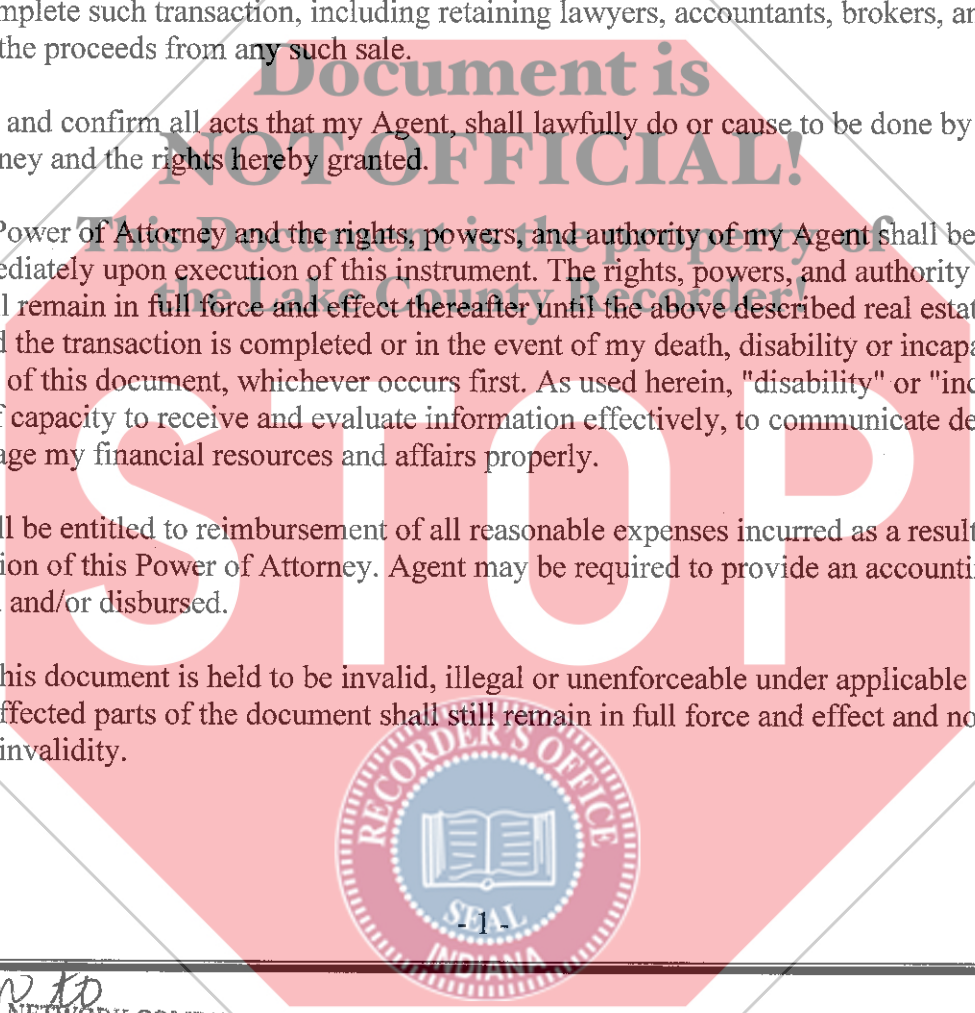 mplete such transaction, including retaining lawyers, accountants, brokers, an
the proceeds from any such sale.
Document is
and confirm all acts that my Agent, shall lawfully do or cause to be done by
NOT OFFICIAL!
ney and the rights hereby granted.
This Document is the property of
Power of Attorney and the rights, powers, and authority of my Agent shall be
ediately upon execution of this instrument. The rights, powers, and authority
the Lake County Recorder!
l remain in full force and effect thereafter until the above described real estat
d the transaction is completed or in the event of my death, disability or incapa
of this document, whichever occurs first. As used herein, "disability" or "inc
f capacity to receive and evaluate information effectively, to communicate de
age my financial resources and affairs properly.
STOP
ll be entitled to reimbursement of all reasonable expenses incurred as a result
ion of this Power of Attorney. Agent may be required to provide an accounti
and/or disbursed.
his document is held to be invalid, illegal or unenforceable under applicable
ffected parts of the document shall still remain in full force and effect and no
invalidity.
RECORDER'S OFFICE
SEAL
- 1 -
INDIANA
to
NETWORK